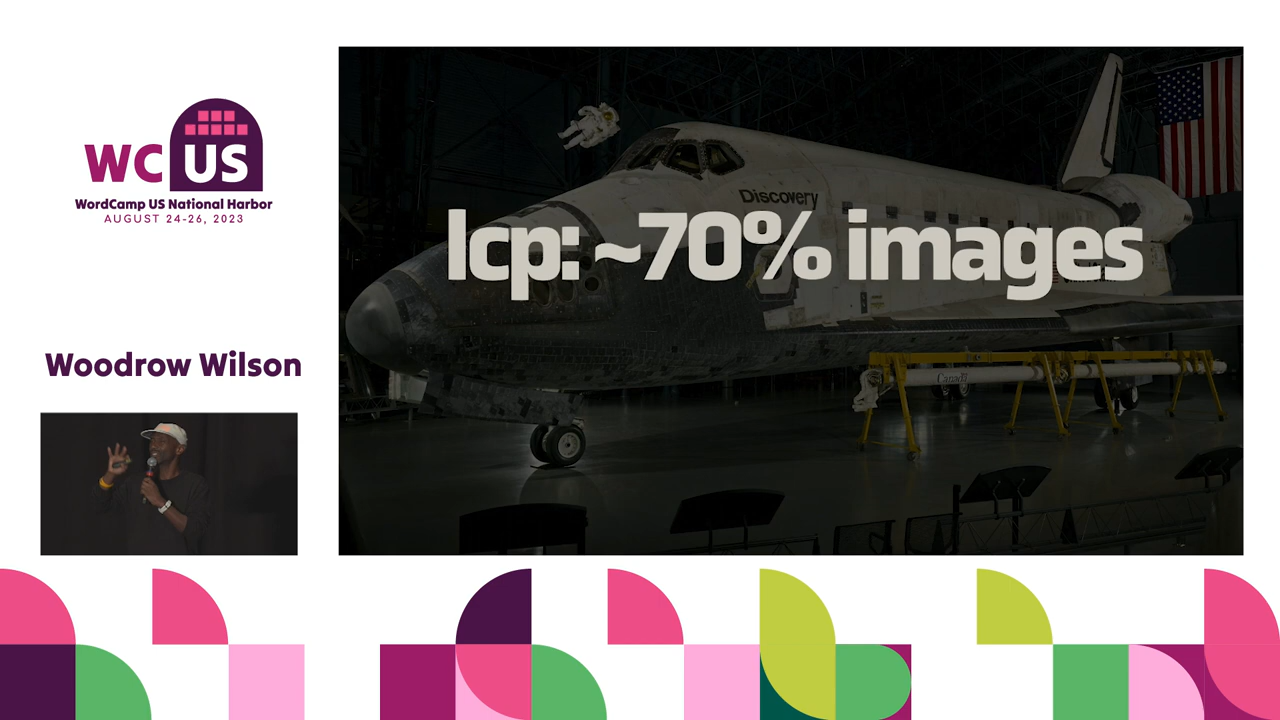 WC US
WordCamp US National Harbor
AUGUST 24-26, 2023
Woodrow Wilson
Discovery
lcp: ~70% images
Canada